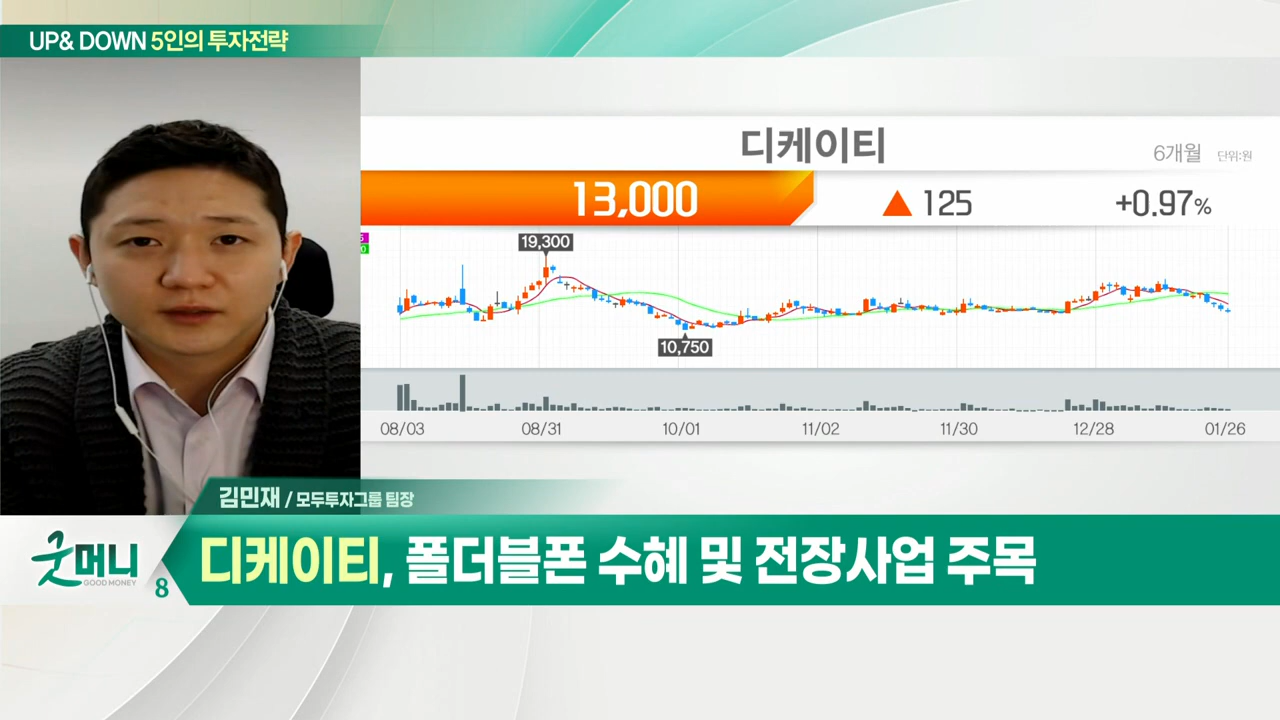 UP& DOWN 5인의 투자전략
디케이티
6개월 단위:원
13,000 ▲ 125 +0.97%
19,300
10,750
08/03 08/31 10/01 11/02 11/30 12/28 01/26
김민재 / 모두투자그룹 팀장
굿머니
GOOD MONEY
8
디케이티, 폴더블폰 수혜 및 전장사업 주목